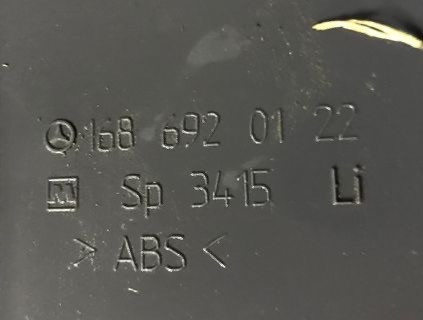 168 692 01 22
M Sp 3415 Li
> ABS <